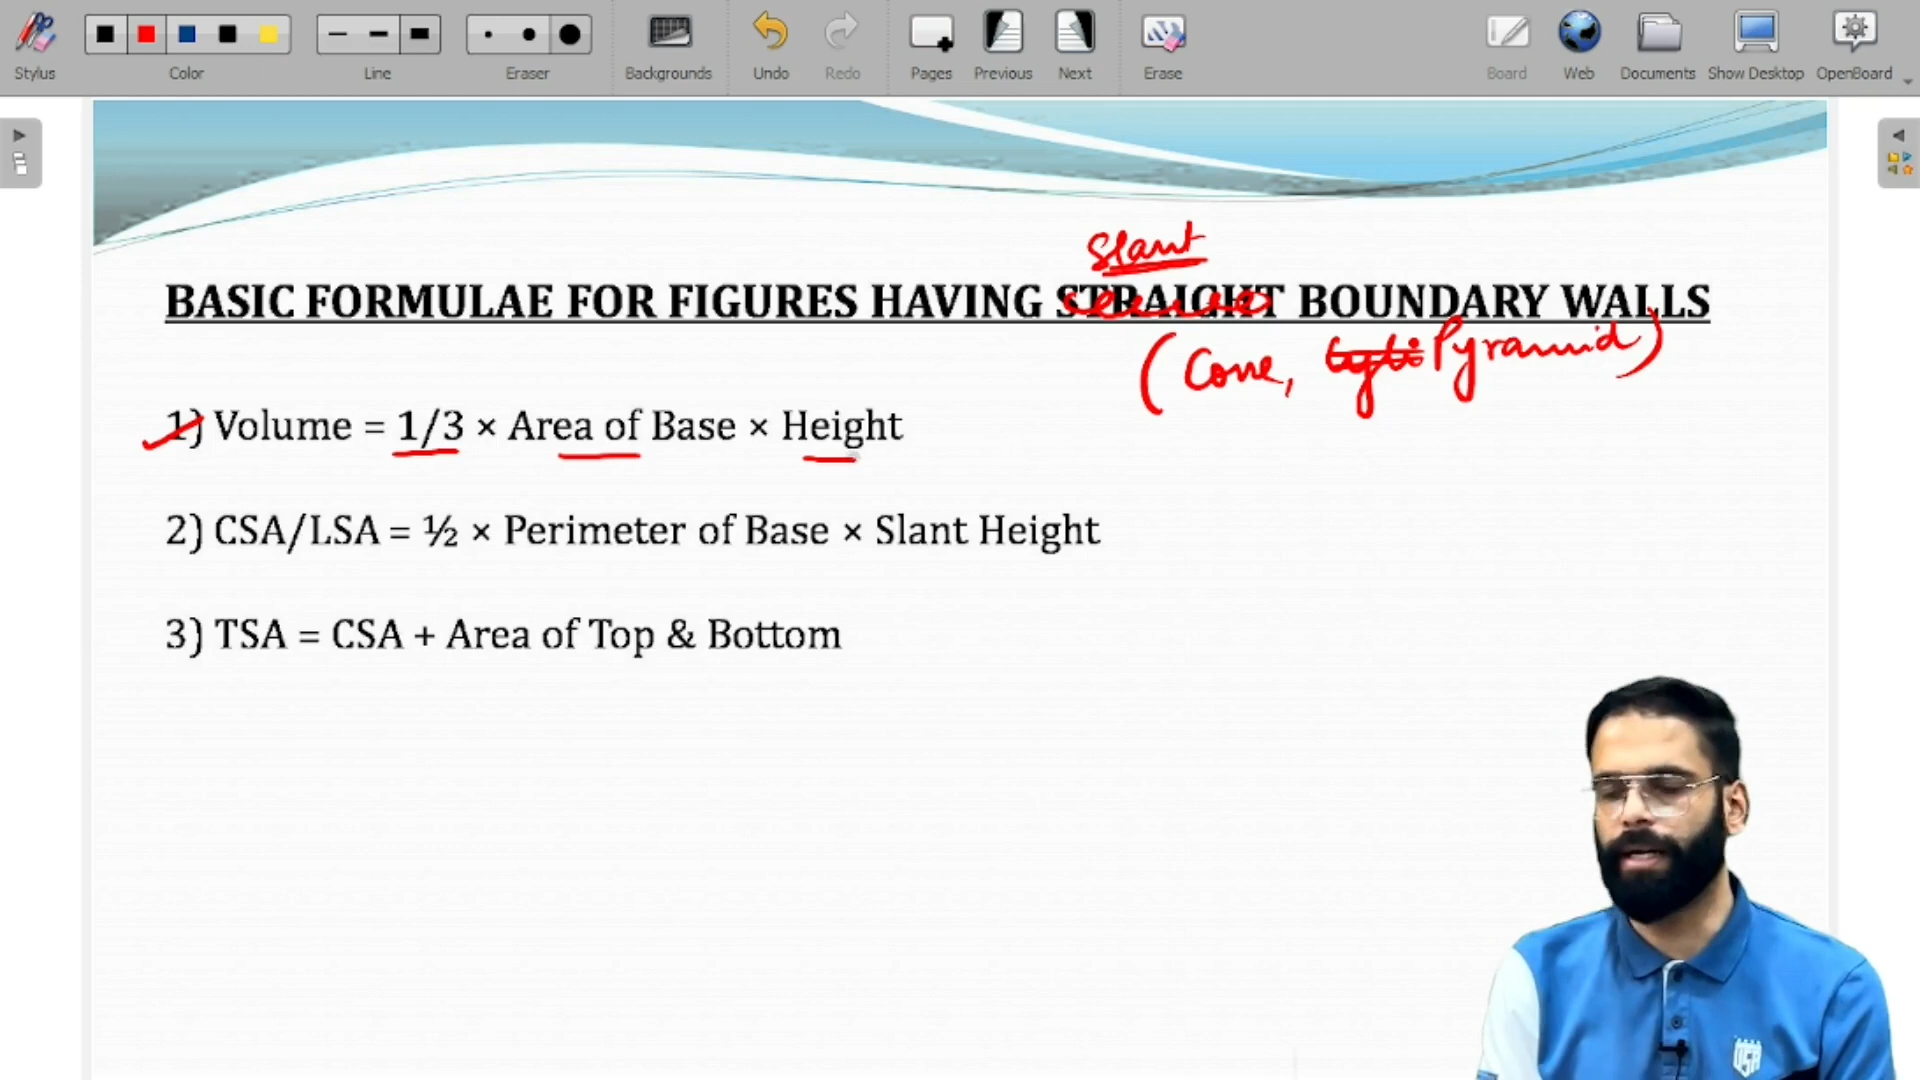 Stylus
Color
Line
Eraser
Backgrounds
Undo
Redo
Pages
Previous
Next
Erase
Board
Web
Documents
Show Desktop
OpenBoard
Slant
BASIC FORMULAE FOR FIGURES HAVING STRAIGHT BOUNDARY WALLS
(Cone, Pyramid)
1) Volume = 1/3 × Area of Base × Height
2) CSA/LSA = ½ × Perimeter of Base × Slant Height
3) TSA = CSA + Area of Top & Bottom